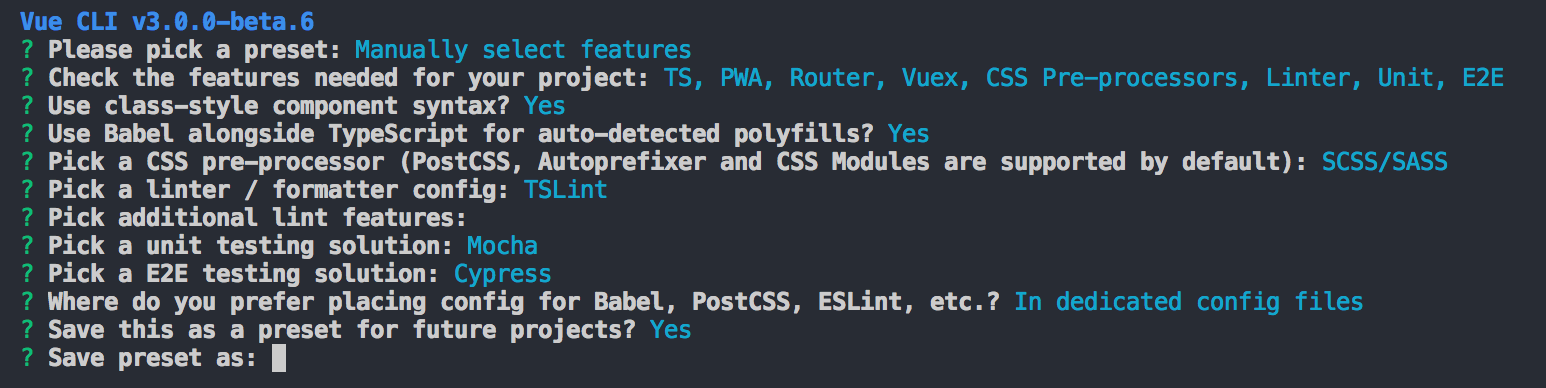 Vue CLI v3.0.0-beta.6
? Please pick a preset: Manually select features
? Check the features needed for your project: TS, PWA, Router, Vuex, CSS Pre-processors, Linter, Unit, E2E
? Use class-style component syntax? Yes
? Use Babel alongside TypeScript for auto-detected polyfills? Yes
? Pick a CSS pre-processor (PostCSS, Autoprefixer and CSS Modules are supported by default): SCSS/SASS
? Pick a linter / formatter config: TSLint
? Pick additional lint features:
? Pick a unit testing solution: Mocha
? Pick a E2E testing solution: Cypress
? Where do you prefer placing config for Babel, PostCSS, ESLint, etc.? In dedicated config files
? Save this as a preset for future projects? Yes
? Save preset as: